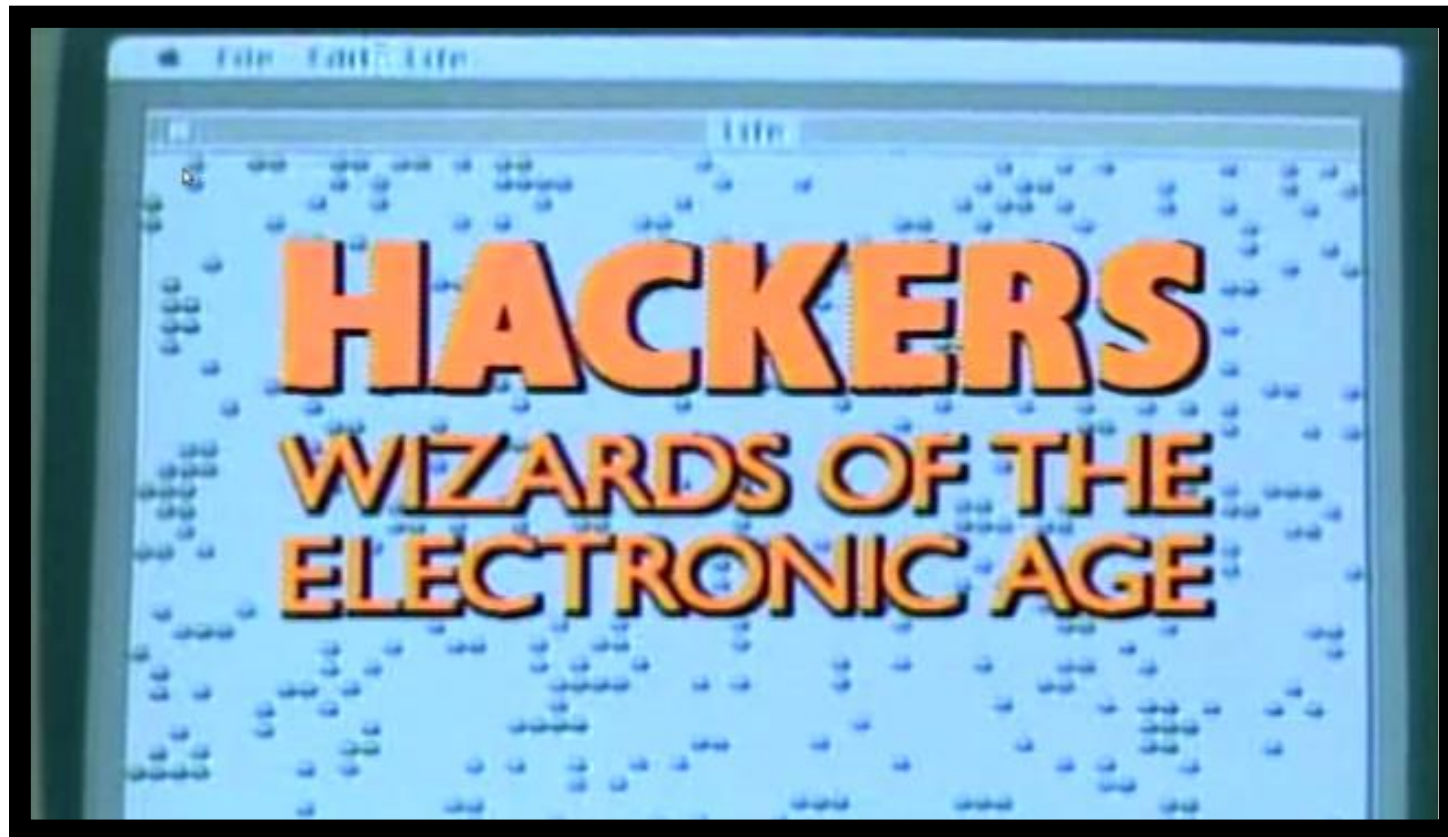 File Edit Life
Life
HACKERS
WIZARDS OF THE
ELECTRONIC AGE